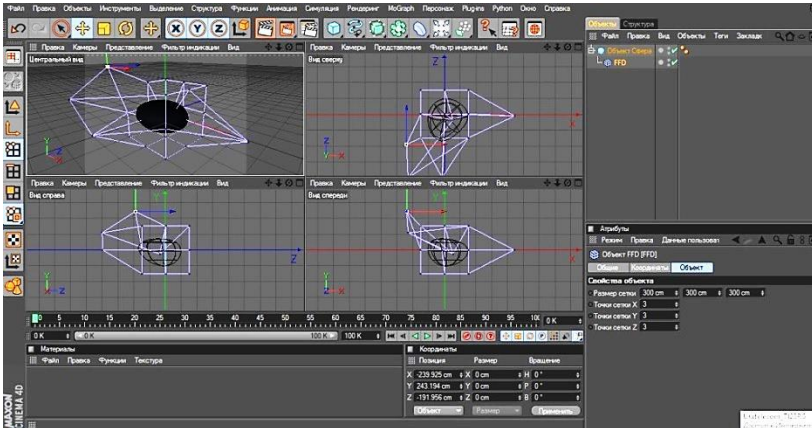 Файл Правка Объекты Инструменты Выделение Структура Функции Анимация Симуляция Рендеринг MoGraph Персонаж Plug-ins Python Окно Справка
Правка Камеры Представление Фильтр индикации Вид
Правка Камеры Представление Фильтр индикации Вид
Центральный вид
Вид сверху
Правка Камеры Представление Фильтр индикации Вид
Правка Камеры Представление Фильтр индикации Вид
Вид справа
Вид спереди
0 5 10 15 20 25 30 35 40 45 50 55 60 65 70 75 80 85 90 95 0 K
0 K 0 K 100 K 100 K
Материалы
Файл Правка Функции Текстура
Координаты
Позиция Размер Вращение
X -239.925 cm X 0 cm H 0 °
Y 243.194 cm Y 0 cm P 0 °
Z -191.956 cm Z 0 cm B 0 °
Объект Размер Применить
MAXON
CINEMA 4D
Объекты Структура
Файл Правка Вид Объекты Теги Закладк
Объект Сфера
FFD
Атрибуты
Режим Правка Данные пользоват
Объект FFD [FFD]
Общие Координаты Объект
Свойства объекта
Размер сетки 300 cm 300 cm 300 cm
Точки сетки X 3
Точки сетки Y 3
Точки сетки Z 3